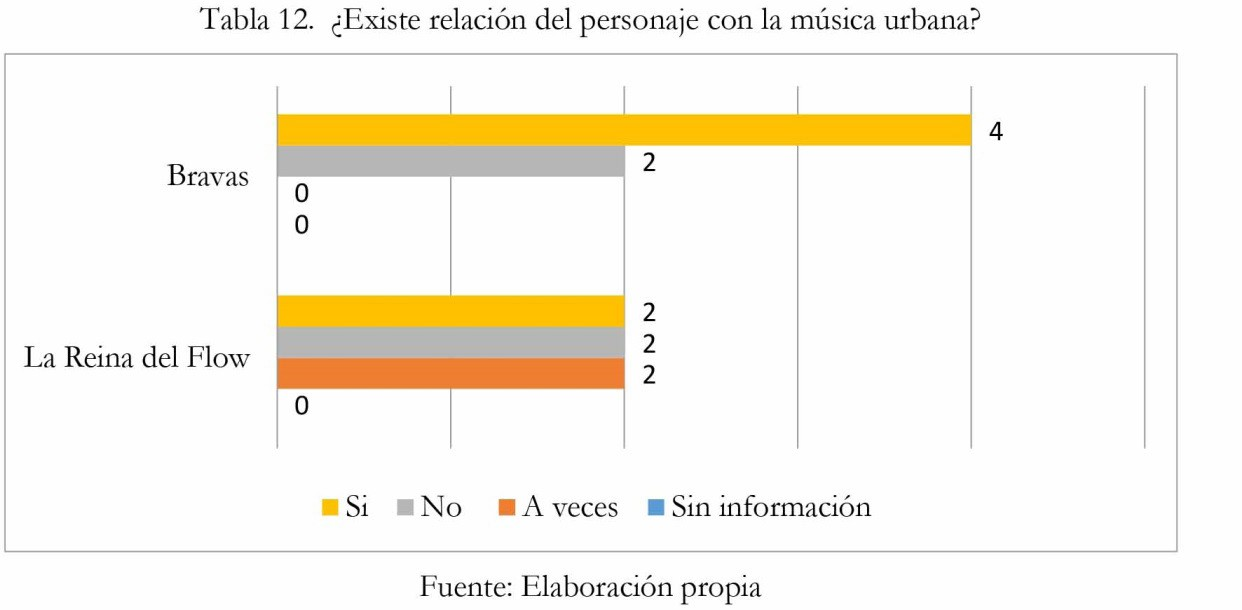 Tabla 12. ¿Existe relación del personaje con la música urbana?
Bravas
4
2
0
0
La Reina del Flow
2
2
2
0
Si No A veces Sin información
Fuente: Elaboración propia